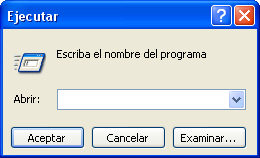 Ejecutar
Escriba el nombre del programa
Abrir:
Aceptar Cancelar Examinar...